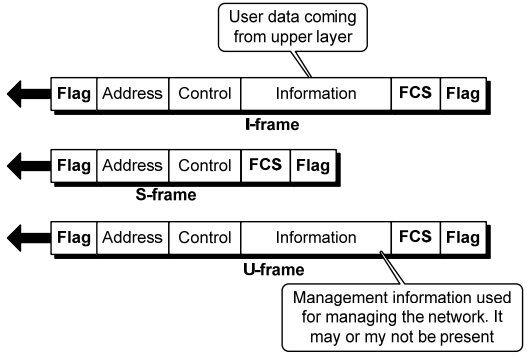 User data coming
from upper layer
Flag Address Control Information FCS Flag
I-frame
Flag Address Control FCS Flag
S-frame
Flag Address Control Information FCS Flag
U-frame
Management information used
for managing the network. It
may or my not be present